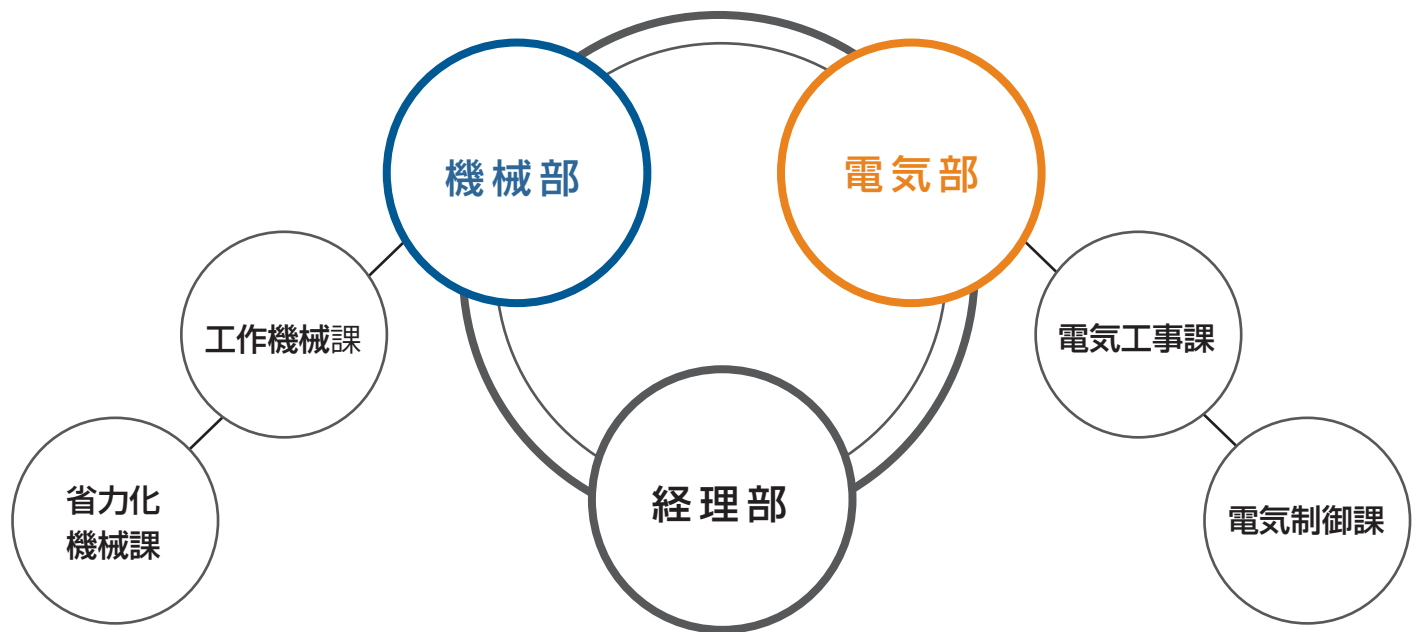 機械部
電気部
工作機械課
電気工事課
省力化
機械課
経理部
電気制御課